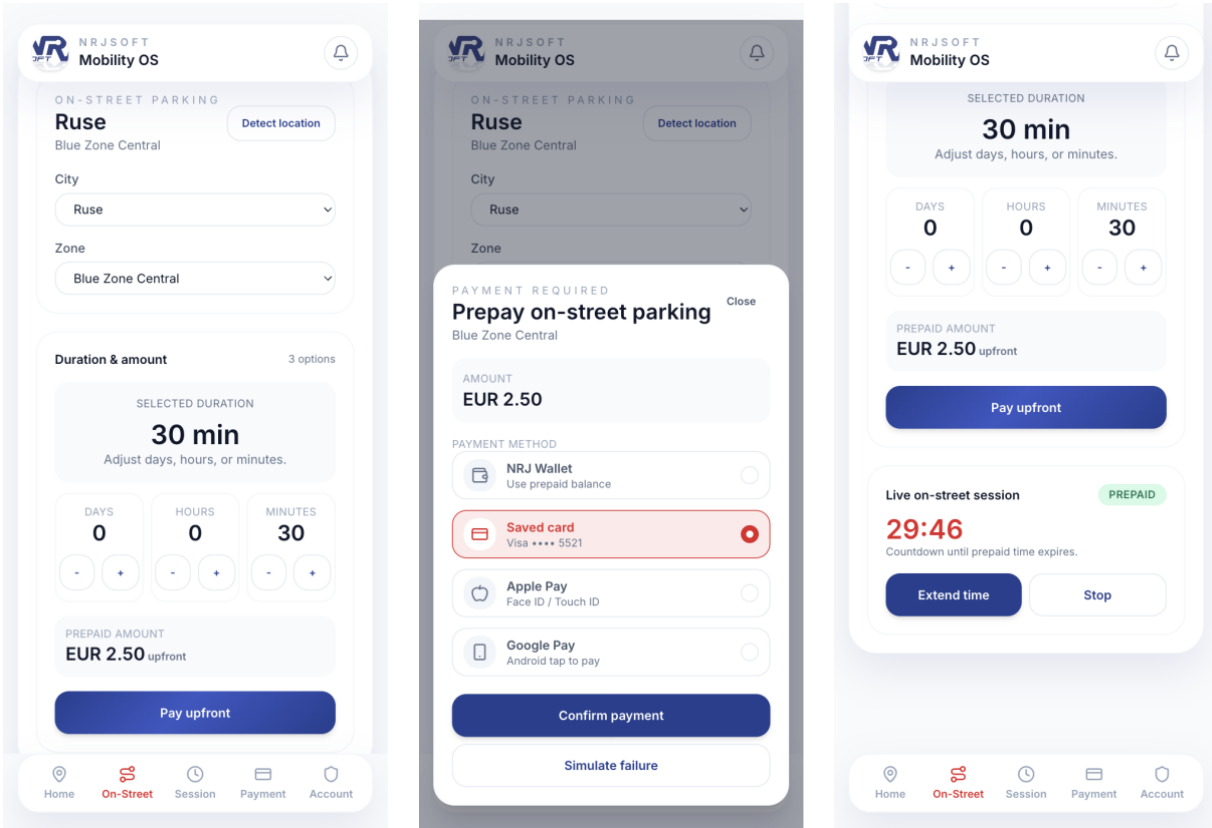 NRJSOFT
Mobility OS
ON-STREET PARKING
Ruse
Detect location
Blue Zone Central
City
Ruse
Zone
Blue Zone Central
Duration & amount
3 options
SELECTED DURATION
30 min
Adjust days, hours, or minutes.
DAYS
HOURS
MINUTES
0
0
30
-
+
-
+
-
+
PREPAID AMOUNT
EUR 2.50 upfront
Pay upfront
Home
On-Street
Session
Payment
Account
NRJSOFT
Mobility OS
ON-STREET PARKING
Ruse
Detect location
Blue Zone Central
City
Ruse
Zone
PAYMENT REQUIRED
Prepay on-street parking
Close
Blue Zone Central
AMOUNT
EUR 2.50
PAYMENT METHOD
NRJ Wallet
Use prepaid balance
Saved card
Visa •••• 5521
Apple Pay
Face ID / Touch ID
Google Pay
Android tap to pay
Confirm payment
Simulate failure
NRJSOFT
Mobility OS
SELECTED DURATION
30 min
Adjust days, hours, or minutes.
DAYS
HOURS
MINUTES
0
0
30
-
+
-
+
-
+
PREPAID AMOUNT
EUR 2.50 upfront
Pay upfront
Live on-street session
PREPAID
29:46
Countdown until prepaid time expires.
Extend time
Stop
Home
On-Street
Session
Payment
Account